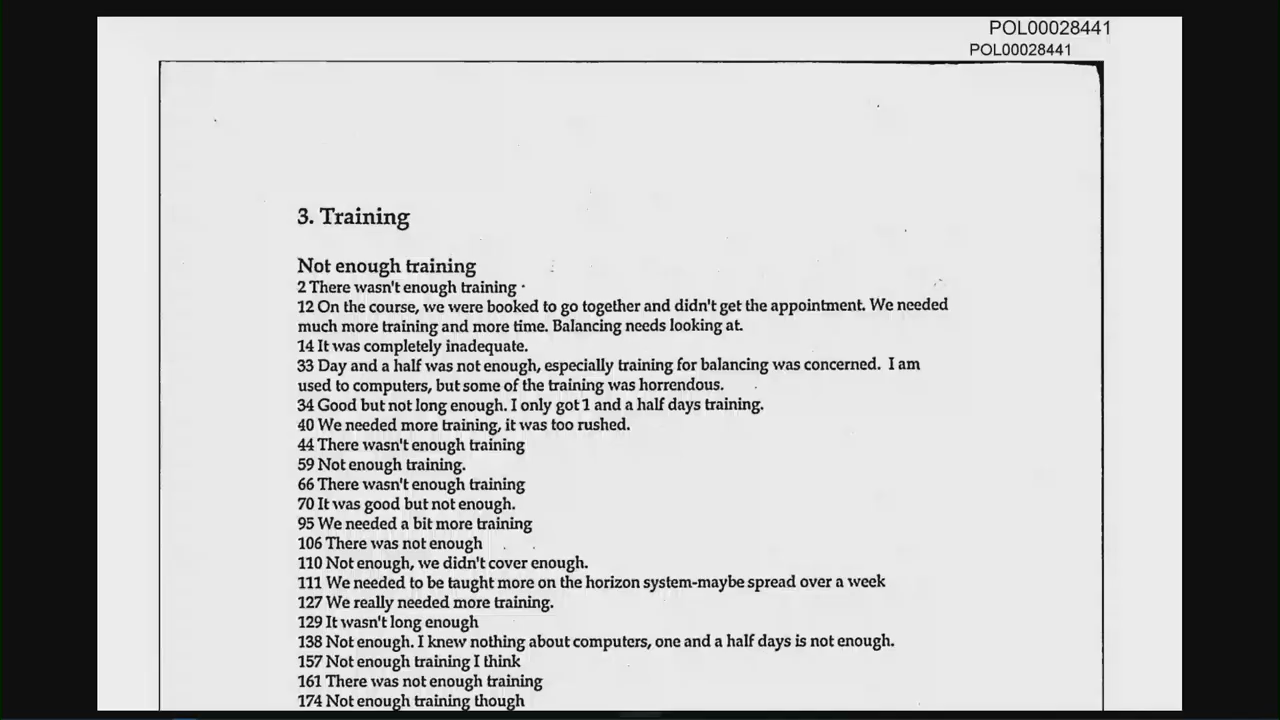 POL00028441
POL00028441
3. Training
Not enough training
2 There wasn't enough training
12 On the course, we were booked to go together and didn't get the appointment. We needed
much more training and more time. Balancing needs looking at.
14 It was completely inadequate.
33 Day and a half was not enough, especially training for balancing was concerned. I am
used to computers, but some of the training was horrendous.
34 Good but not long enough. I only got 1 and a half days training.
40 We needed more training, it was too rushed.
44 There wasn't enough training
59 Not enough training.
66 There wasn't enough training
70 It was good but not enough.
95 We needed a bit more training
106 There was not enough
110 Not enough, we didn't cover enough.
111 We needed to be taught more on the horizon system-maybe spread over a week
127 We really needed more training.
129 It wasn't long enough
138 Not enough. I knew nothing about computers, one and a half days is not enough.
157 Not enough training I think
161 There was not enough training
174 Not enough training though